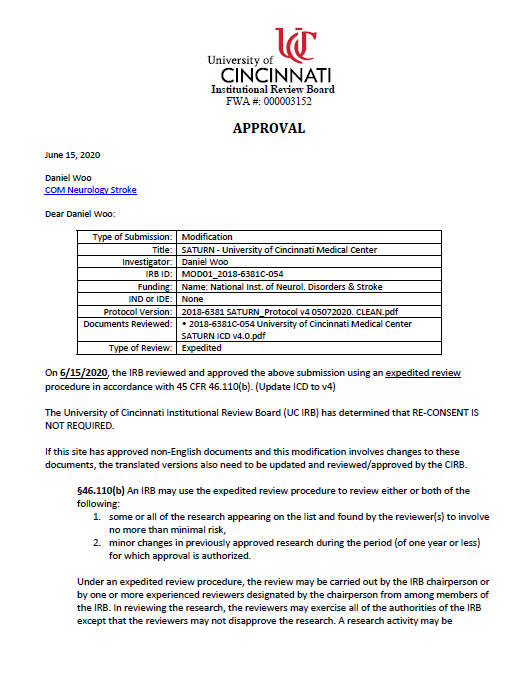 UC
University of
CINCINNATI
Institutional Review Board
FWA #: 000003152
APPROVAL
June 15, 2020
Daniel Woo
COM Neurology Stroke
Dear Daniel Woo:
Type of Submission: Modification
Title: SATURN - University of Cincinnati Medical Center
Investigator: Daniel Woo
IRB ID: MOD01_2018-6381C-054
Funding: Name: National Inst. of Neurol. Disorders & Stroke
IND or IDE: None
Protocol Version: 2018-6381 SATURN_Protocol v4 05072020. CLEAN.pdf
Documents Reviewed: • 2018-6381C-054 University of Cincinnati Medical Center
SATURN ICD v4.0.pdf
Type of Review: Expedited
On 6/15/2020, the IRB reviewed and approved the above submission using an expedited review
procedure in accordance with 45 CFR 46.110(b). (Update ICD to v4)
The University of Cincinnati Institutional Review Board (UC IRB) has determined that RE-CONSENT IS
NOT REQUIRED.
If this site has approved non-English documents and this modification involves changes to these
documents, the translated versions also need to be updated and reviewed/approved by the CIRB.
§46.110(b) An IRB may use the expedited review procedure to review either or both of the
following:
1. some or all of the research appearing on the list and found by the reviewer(s) to involve
no more than minimal risk,
2. minor changes in previously approved research during the period (of one year or less)
for which approval is authorized.
Under an expedited review procedure, the review may be carried out by the IRB chairperson or
by one or more experienced reviewers designated by the chairperson from among members of
the IRB. In reviewing the research, the reviewers may exercise all of the authorities of the IRB
except that the reviewers may not disapprove the research. A research activity may be